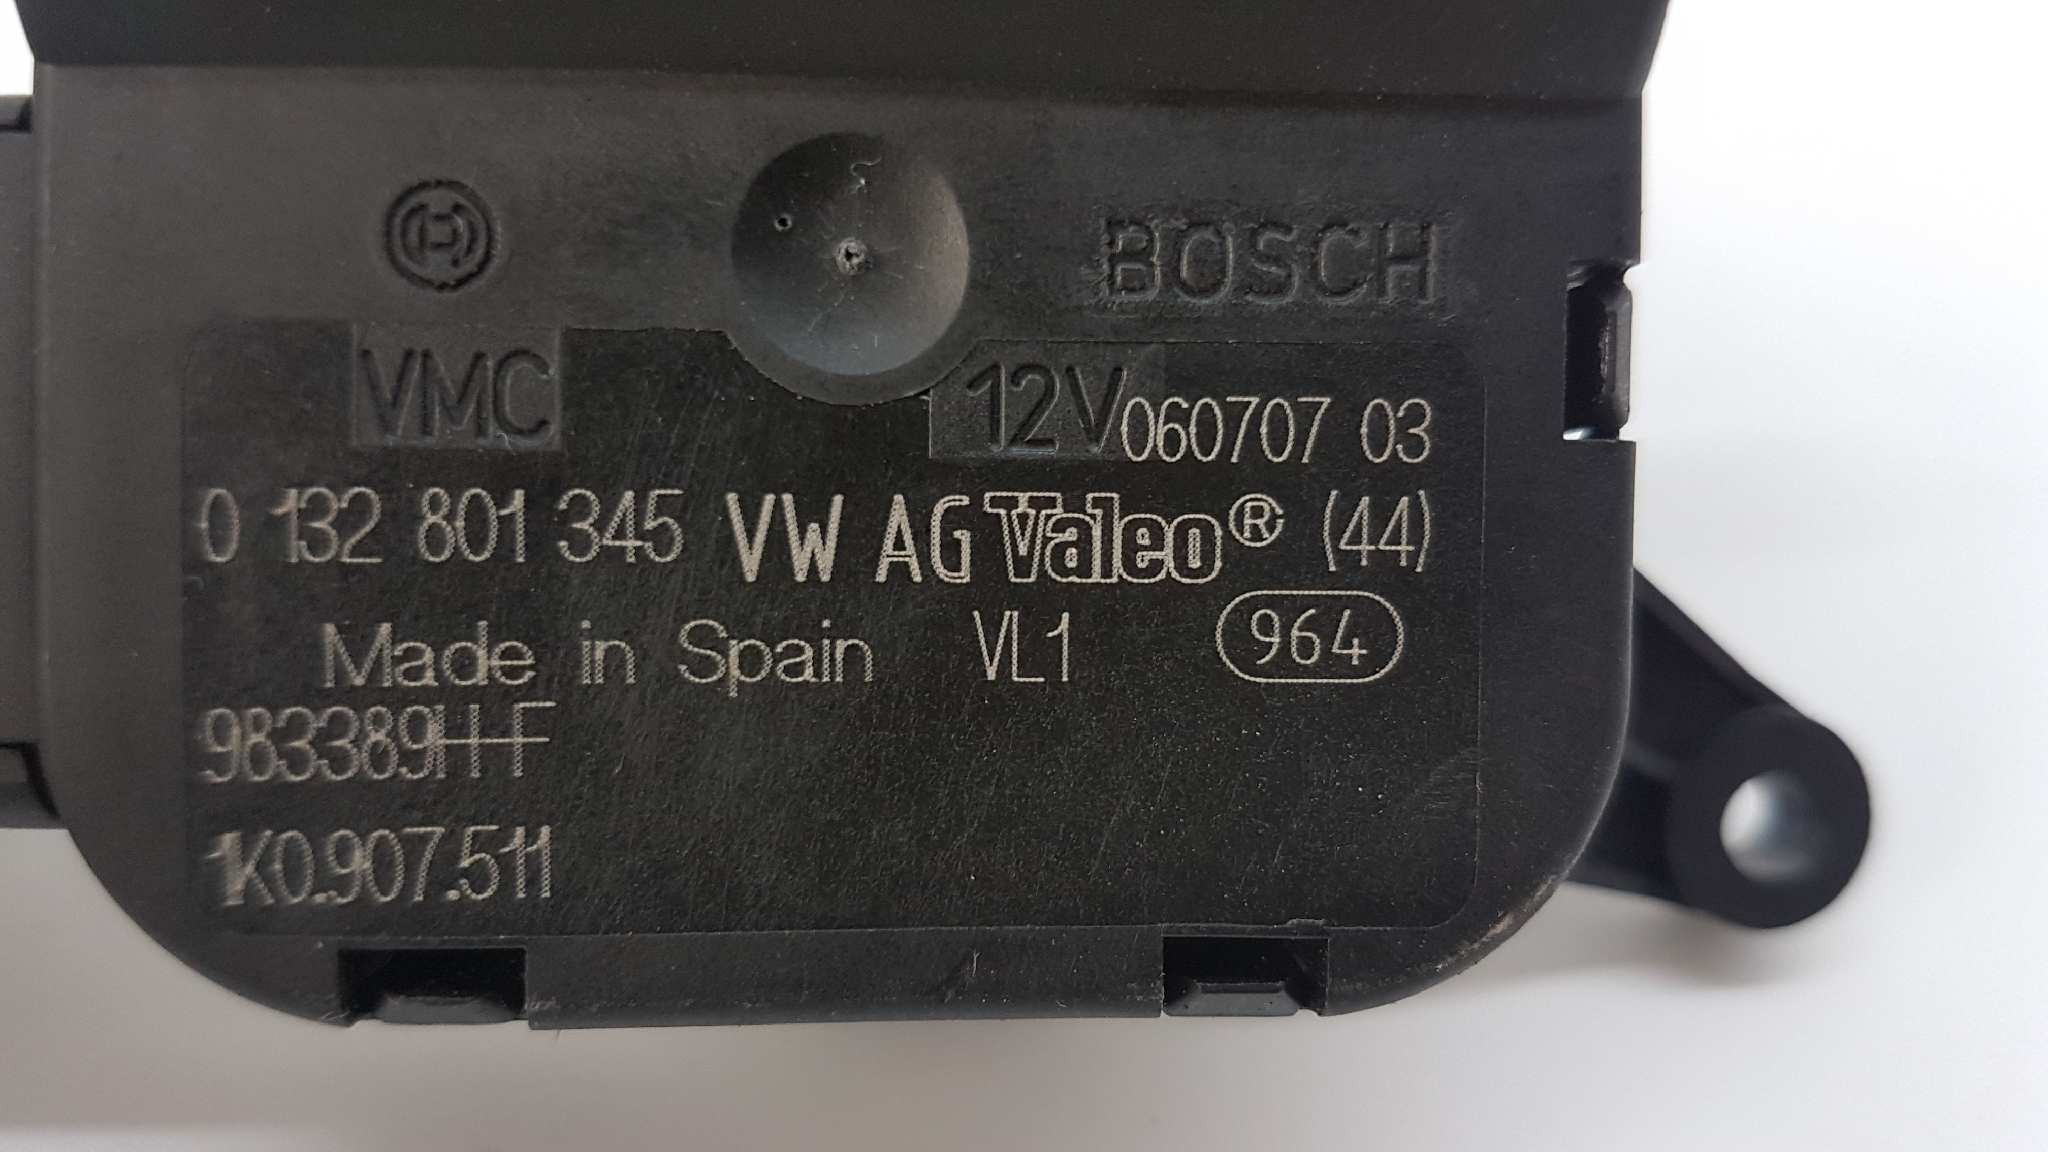 BOSCH
VMC 12V 060707 03
0 132 801 345 VW AG Valeo® (44)
Made in Spain VL1 964
983389H-F
1K0.907.511